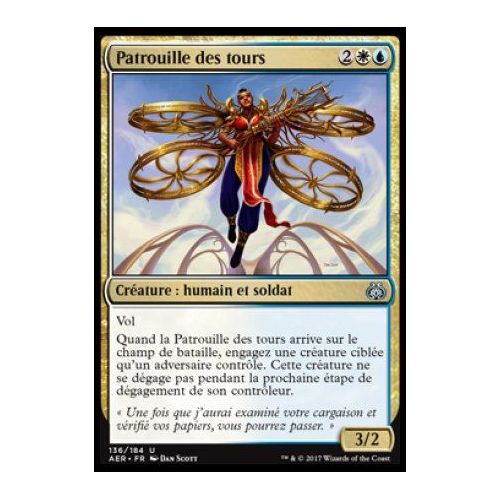 Patrouille des tours 2
Créature : humain et soldat
Vol
Quand la Patrouille des tours arrive sur le
champ de bataille, engagez une créature ciblée
qu'un adversaire contrôle. Cette créature ne
se dégage pas pendant la prochaine étape de
dégagement de son contrôleur.
« Une fois que j'aurai examiné votre cargaison et
vérifié vos papiers, vous pourrez passer. »
3/2
136/184 U
AER • FR Dan Scott
™ & © 2017 Wizards of the Coast